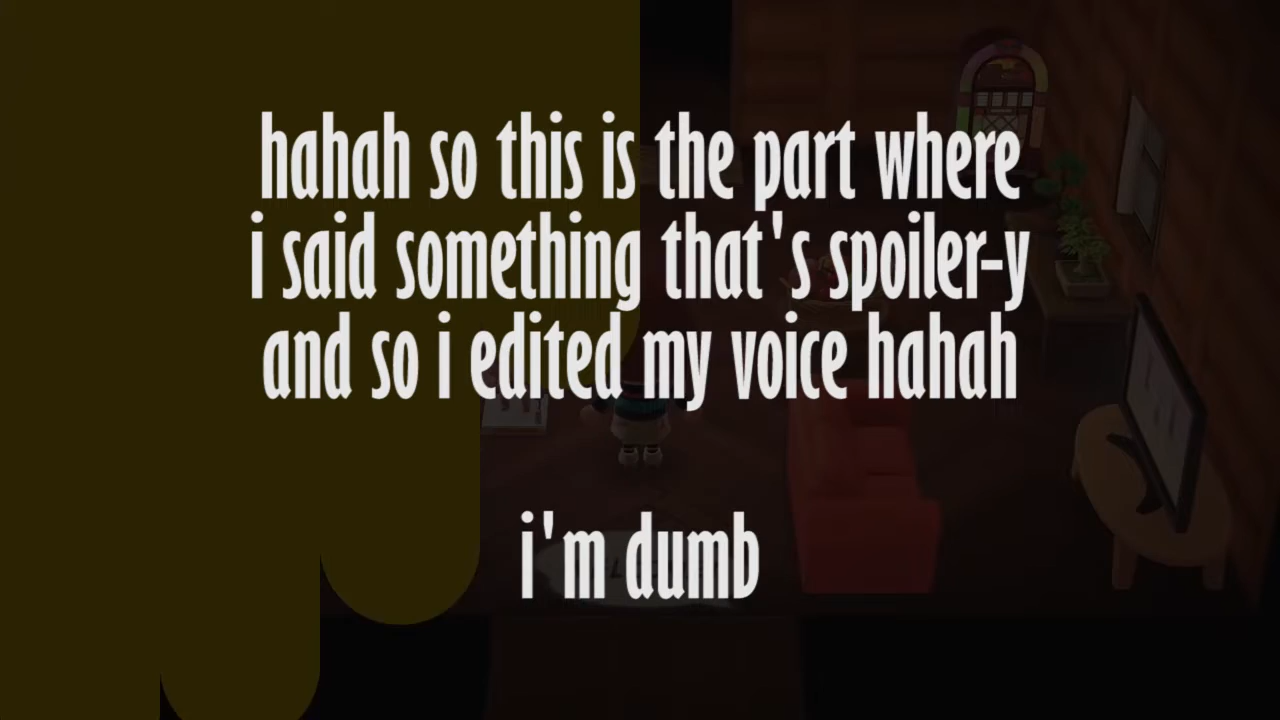 hahah so this is the part where
i said something that's spoiler-y
and so i edited my voice hahah
i'm dumb